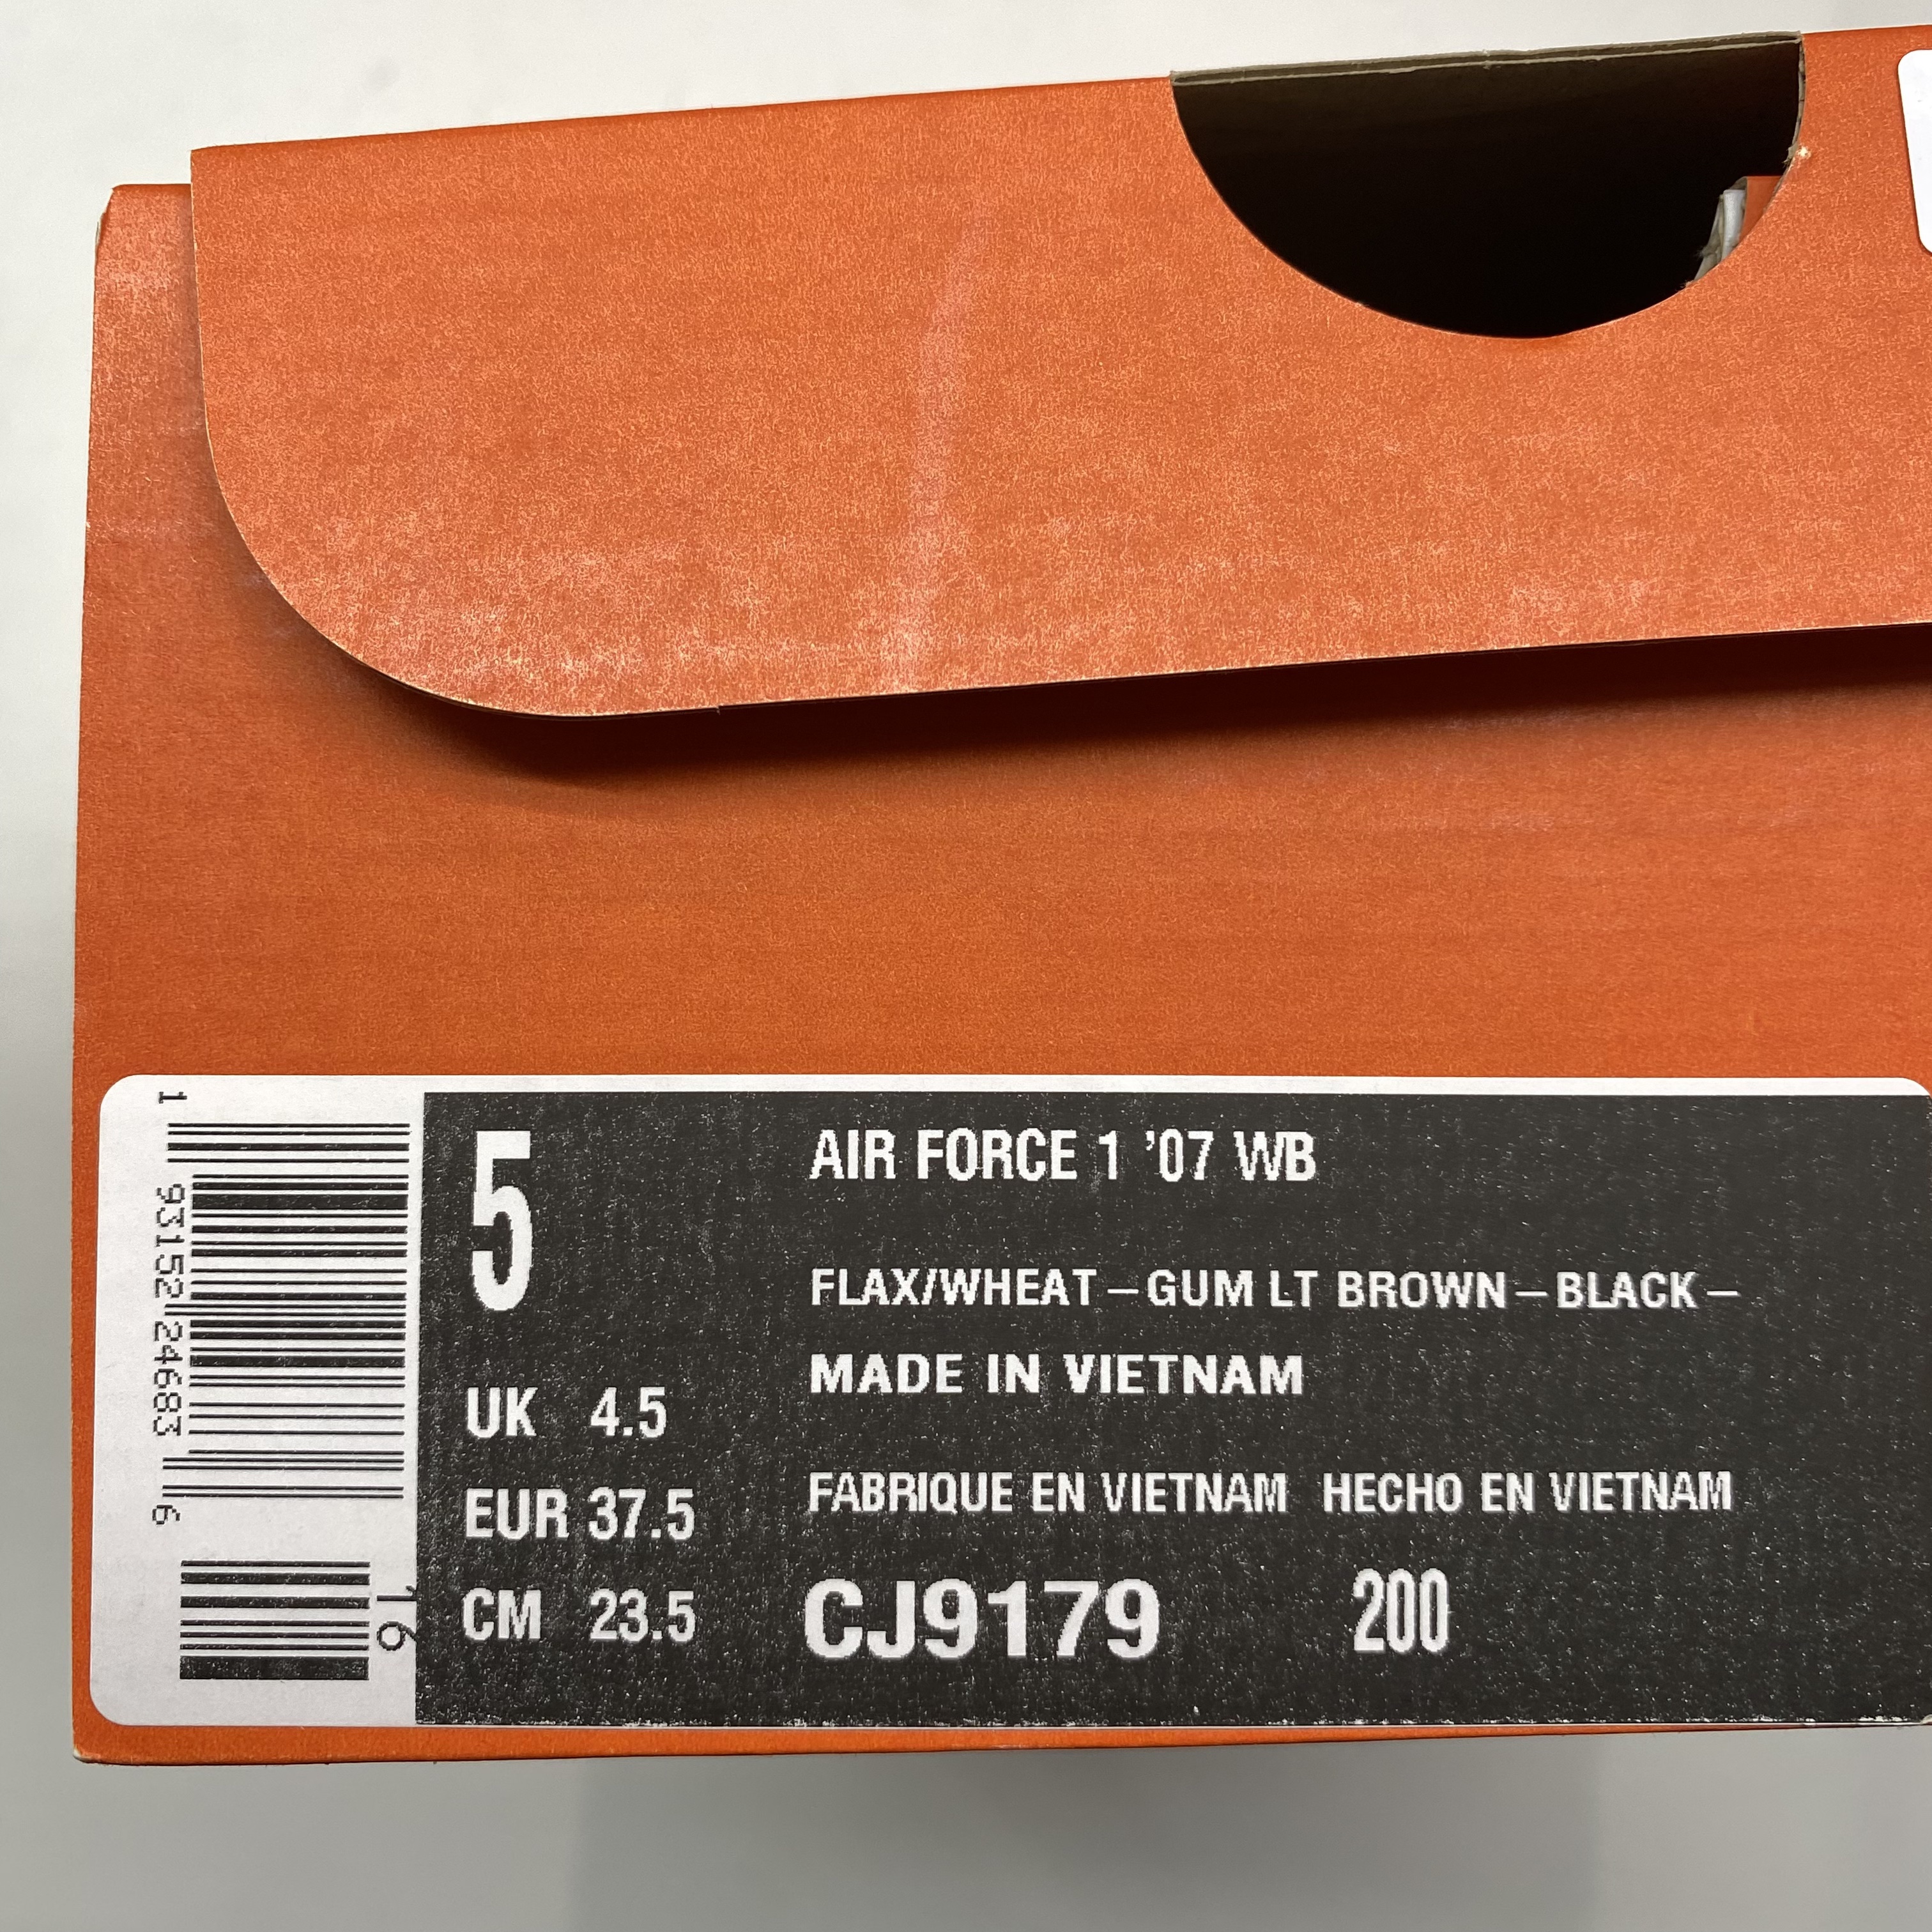 1
93152 24683
6
16
5
UK 4.5
EUR 37.5
CM 23.5
AIR FORCE 1 '07 WB
FLAX/WHEAT–GUM LT BROWN–BLACK–
MADE IN VIETNAM
FABRIQUE EN VIETNAM HECHO EN VIETNAM
CJ9179 200